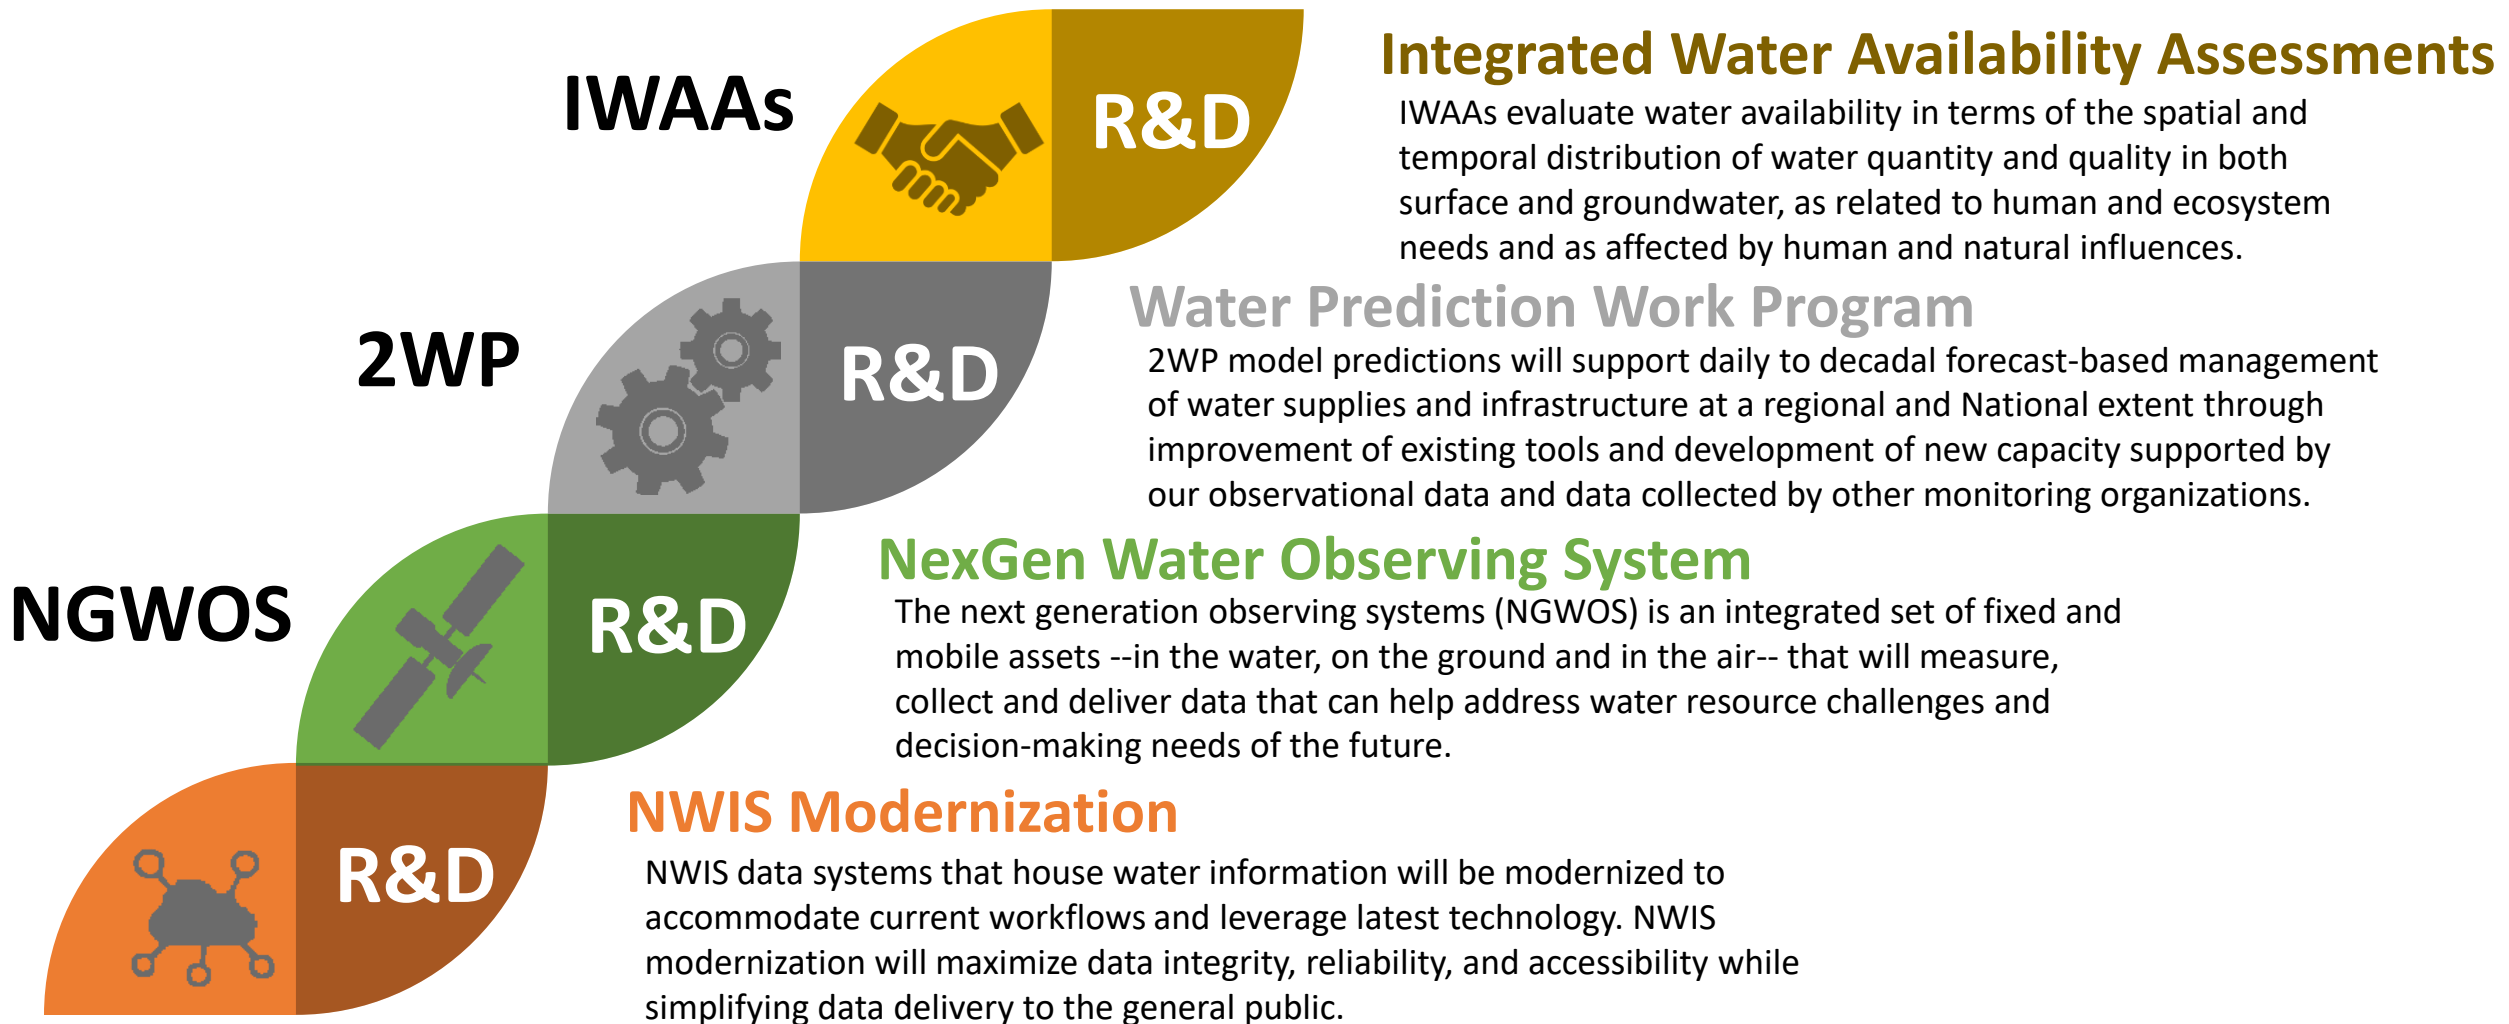 IWAAs
R&D
Integrated Water Availability Assessments
IWAAs evaluate water availability in terms of the spatial and
temporal distribution of water quantity and quality in both
surface and groundwater, as related to human and ecosystem
needs and as affected by human and natural influences.
2WP
R&D
Water Prediction Work Program
2WP model predictions will support daily to decadal forecast-based management
of water supplies and infrastructure at a regional and National extent through
improvement of existing tools and development of new capacity supported by
our observational data and data collected by other monitoring organizations.
NGWOS
R&D
NexGen Water Observing System
The next generation observing systems (NGWOS) is an integrated set of fixed and
mobile assets --in the water, on the ground and in the air-- that will measure,
collect and deliver data that can help address water resource challenges and
decision-making needs of the future.
R&D
NWIS Modernization
NWIS data systems that house water information will be modernized to
accommodate current workflows and leverage latest technology. NWIS
modernization will maximize data integrity, reliability, and accessibility while
simplifying data delivery to the general public.